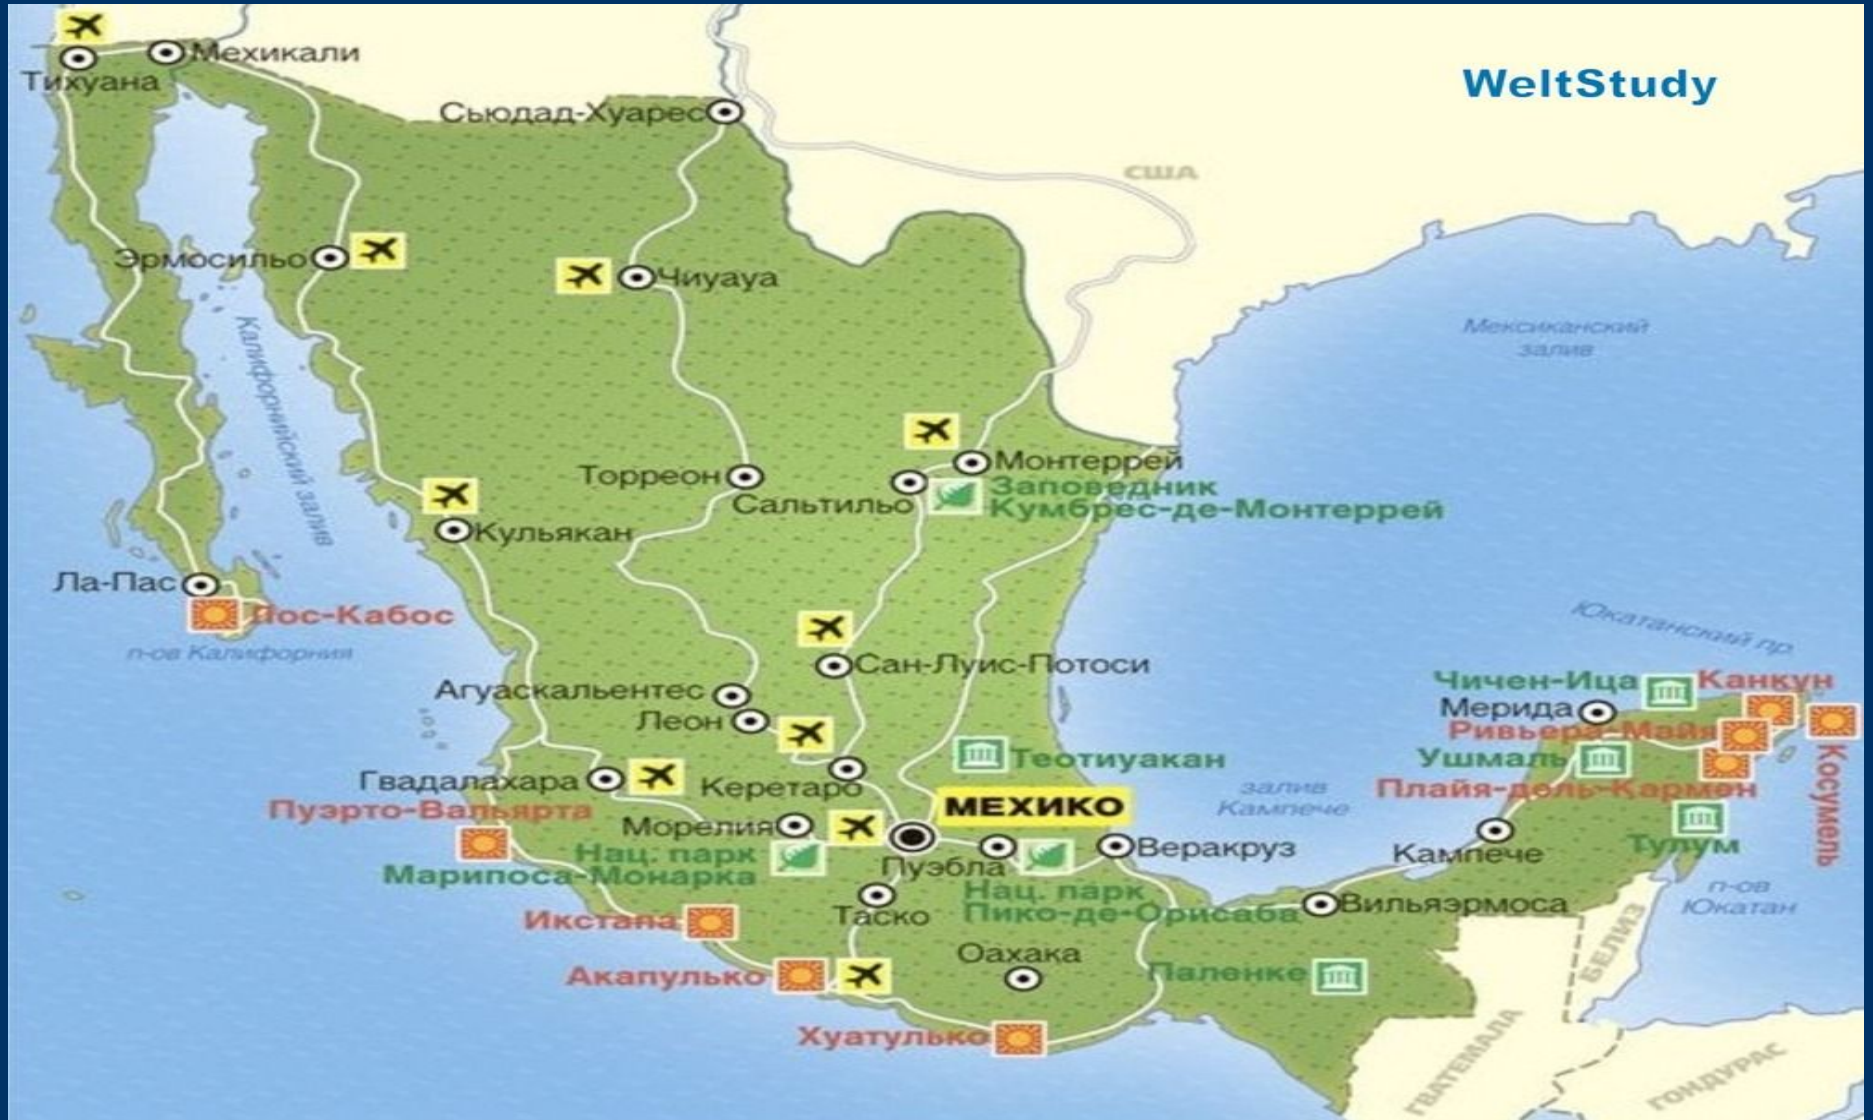 WeltStudy
Мехикали
Тихуана
Сьюдад-Хуарес
США
Эрмосильо
Чиуауа
Калифорнийский залив
Мексиканский
залив
Монтеррей
Торреон
Сальтильо
Заповедник
Кумбрес-де-Монтеррей
Кульякан
Ла-Пас
Лос-Кабос
п-ов Калифорния
Юкатанский пр.
Сан-Луис-Потоси
Агуаскальентес
Леон
Чичен-Ица
Канкун
Мерида
Ривьера-Майя
Ушмаль
Плайя-дель-Кармен
Косумель
Теотиуакан
Гвадалахара
Керетаро
залив
Кампече
МЕХИКО
Пуэрто-Вальярта
Морелия
Нац. парк
Марипоса-Монарка
Пуэбла
Веракруз
Кампече
Тулум
Нац. парк
Пико-де-Орисаба
п-ов
Юкатан
Таско
Вильяэрмоса
Икстапа
БЕЛИЗ
Оахака
Акапулько
Паленке
Хуатулько
ГВАТЕМАЛА
ГОНДУРАС